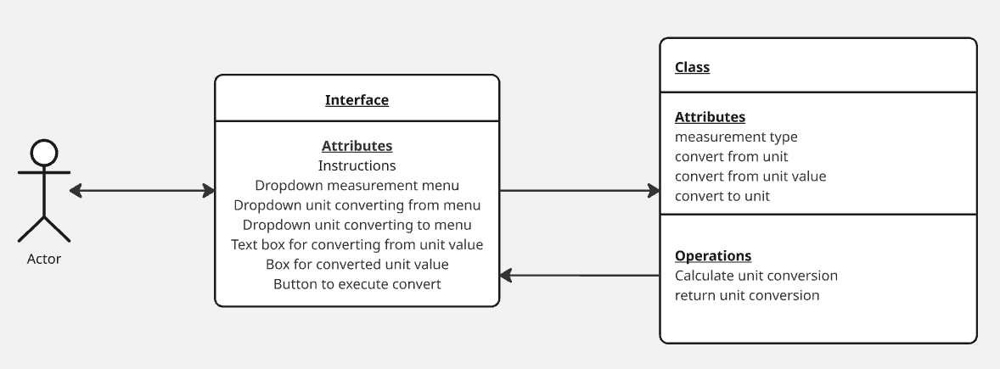 Actor
Interface
Attributes
Instructions
Dropdown measurement menu
Dropdown unit converting from menu
Dropdown unit converting to menu
Text box for converting from unit value
Box for converted unit value
Button to execute convert
Class
Attributes
measurement type
convert from unit
convert from unit value
convert to unit
Operations
Calculate unit conversion
return unit conversion